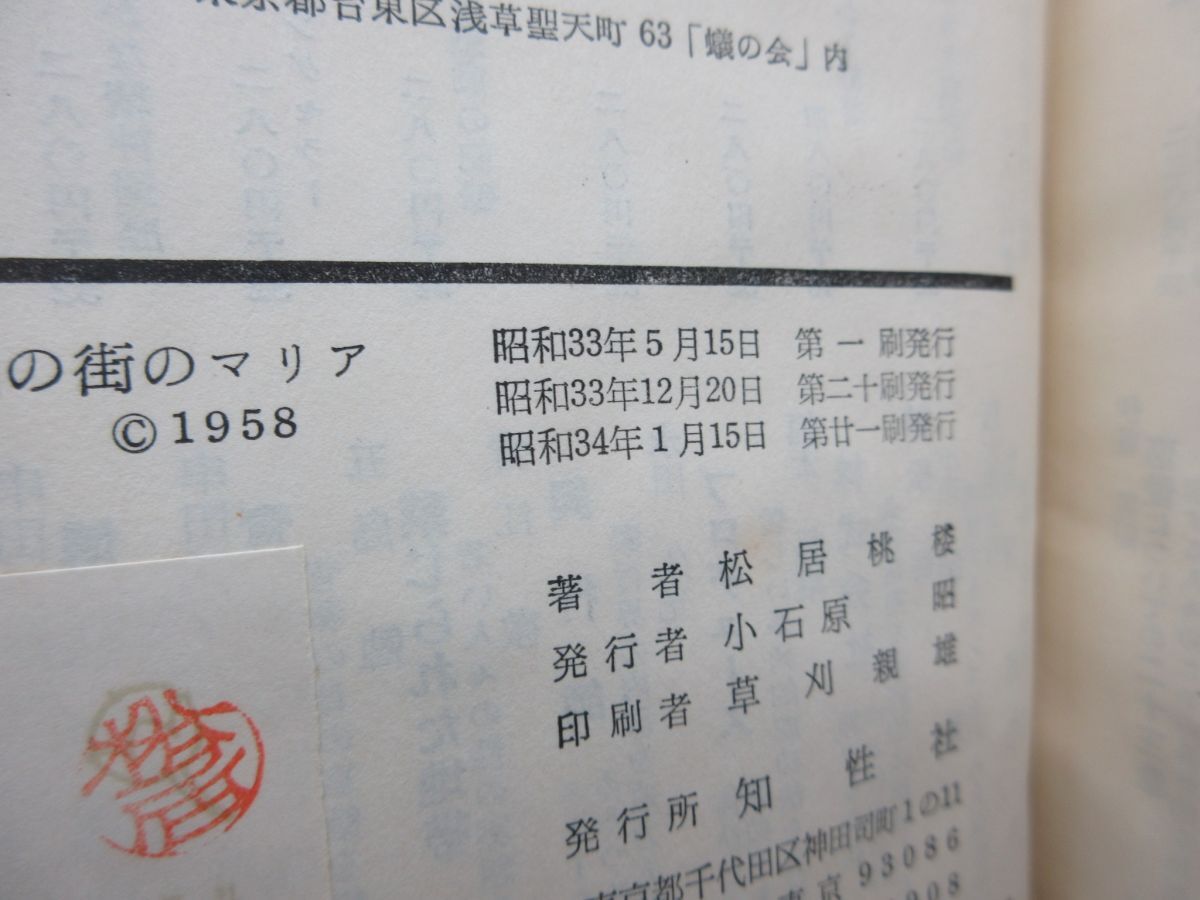 東京都台東区浅草聖天町 63「蟻の会」内
の街のマリア
©1958
昭和33年5月15日 第一刷発行
昭和33年12月20日 第二十刷発行
昭和34年1月15日 第廿一刷発行
著者 松居桃楼
発行者 小石原昭
印刷者 草刈親雄
発行所 知性社
東京都千代田区神田司町1の11
東京 93086
908